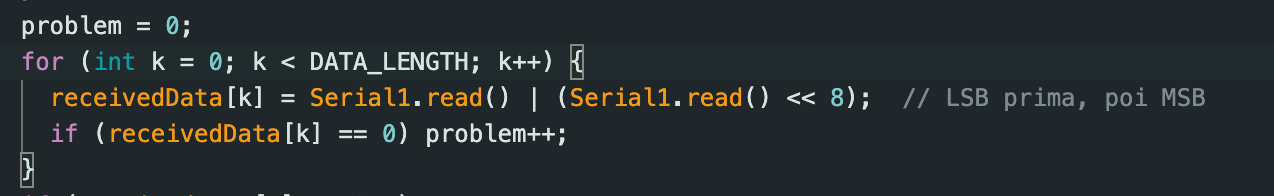 problem = 0;
for (int k = 0; k < DATA_LENGTH; k++) {
receivedData[k] = Serial1.read() | (Serial1.read() << 8);  // LSB prima, poi MSB
if (receivedData[k] == 0) problem++;
}